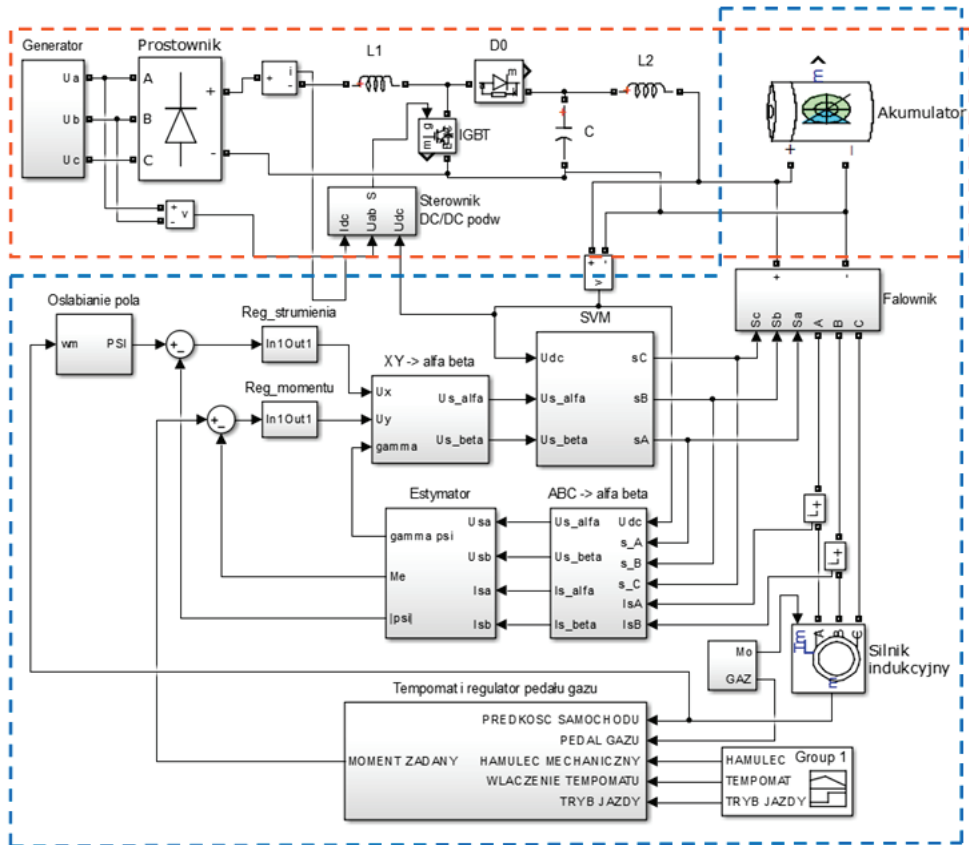 Generator
Prostownik
L1
D0
L2
Ua
Ub
Uc
A
B
C
+
-
+
i
-
m
g
m
IGBT
C
m
+
-
Akumulator
+
-
v
S
Idc
Uab
Udc
Sterownik
DC/DC podw
+
-
v
Oslabianie pola
wm
PSI
Reg_strumienia
In1Out1
Reg_momentu
In1Out1
XY -> alfa beta
Ux
Uy
gamma
Us_alfa
Us_beta
SVM
Udc
Us_alfa
Us_beta
sC
sB
sA
+
-
Sc
Sb
Sa
A
B
C
Falownik
Estymator
gamma psi
Me
|psi|
Usa
Usb
Isa
Isb
ABC -> alfa beta
Us_alfa
Us_beta
Is_alfa
Is_beta
Udc
s_A
s_B
s_C
IsA
IsB
Mo
GAZ
Tm
A
B
C
m
Silnik
indukcyjny
Tempomat i regulator pedału gazu
MOMENT ZADANY
PREDKOSC SAMOCHODU
PEDAL GAZU
HAMULEC MECHANICZNY
WLACZENIE TEMPOMATU
TRYB JAZDY
Group 1
HAMULEC
TEMPOMAT
TRYB JAZDY